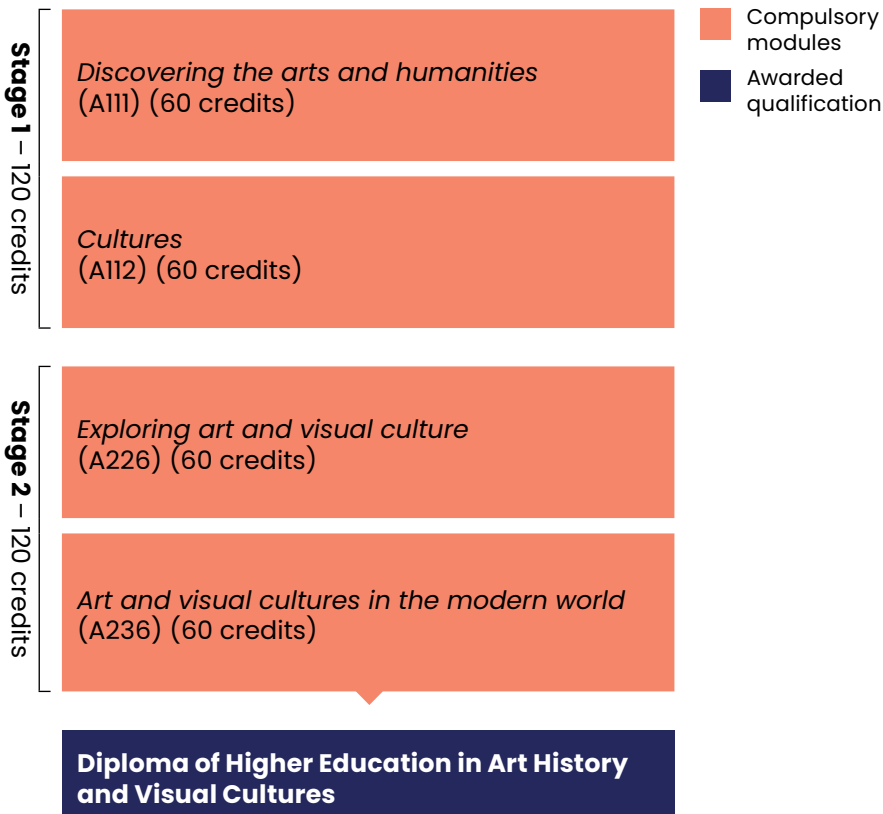 Stage 1 – 120 credits
Discovering the arts and humanities
(A111) (60 credits)
Cultures
(A112) (60 credits)
Stage 2 – 120 credits
Exploring art and visual culture
(A226) (60 credits)
Art and visual cultures in the modern world
(A236) (60 credits)
Diploma of Higher Education in Art History
and Visual Cultures
Compulsory
modules
Awarded
qualification